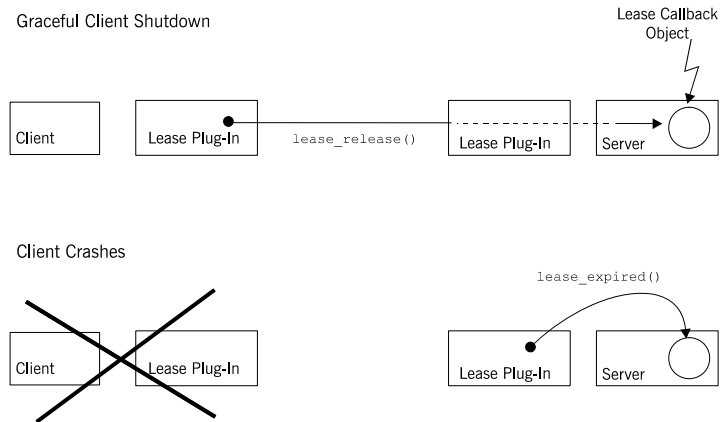 Graceful Client Shutdown
Lease Callback
Object
Client
Lease Plug-In
lease_release()
Lease Plug-In
Server
Client Crashes
lease_expired()
Client
Lease Plug-In
Lease Plug-In
Server